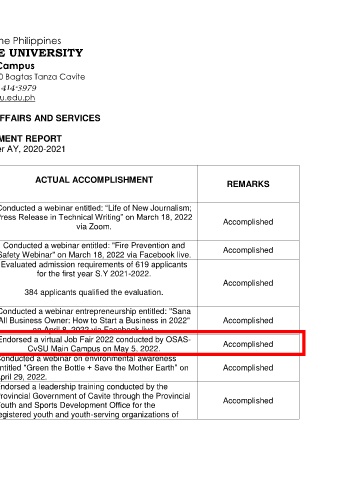 he Philippines
E UNIVERSITY
Campus
Bagtas Tanza Cavite
414-3979
u.edu.ph
FFAIRS AND SERVICES
MENT REPORT
er AY, 2020-2021
ACTUAL ACCOMPLISHMENT
REMARKS
Conducted a webinar entitled: "Life of New Journalism;
Press Release in Technical Writing" on March 18, 2022
via Zoom.
Accomplished
Conducted a webinar entitled: "Fire Prevention and
Safety Webinar" on March 18, 2022 via Facebook live.
Accomplished
Evaluated admission requirements of 619 applicants
for the first year S.Y 2021-2022.
384 applicants qualified the evaluation.
Accomplished
Conducted a webinar entrepreneurship entitled: "Sana
All Business Owner: How to Start a Business in 2022"
on April 8, 2022 via Facebook live.
Accomplished
Endorsed a virtual Job Fair 2022 conducted by OSAS-
CvSU Main Campus on May 5, 2022.
Accomplished
Conducted a webinar on environmental awareness
entitled "Green the Bottle + Save the Mother Earth" on
April 29, 2022.
Accomplished
Endorsed a leadership training conducted by the
Provincial Government of Cavite through the Provincial
Youth and Sports Development Office for the
registered youth and youth-serving organizations of
Accomplished